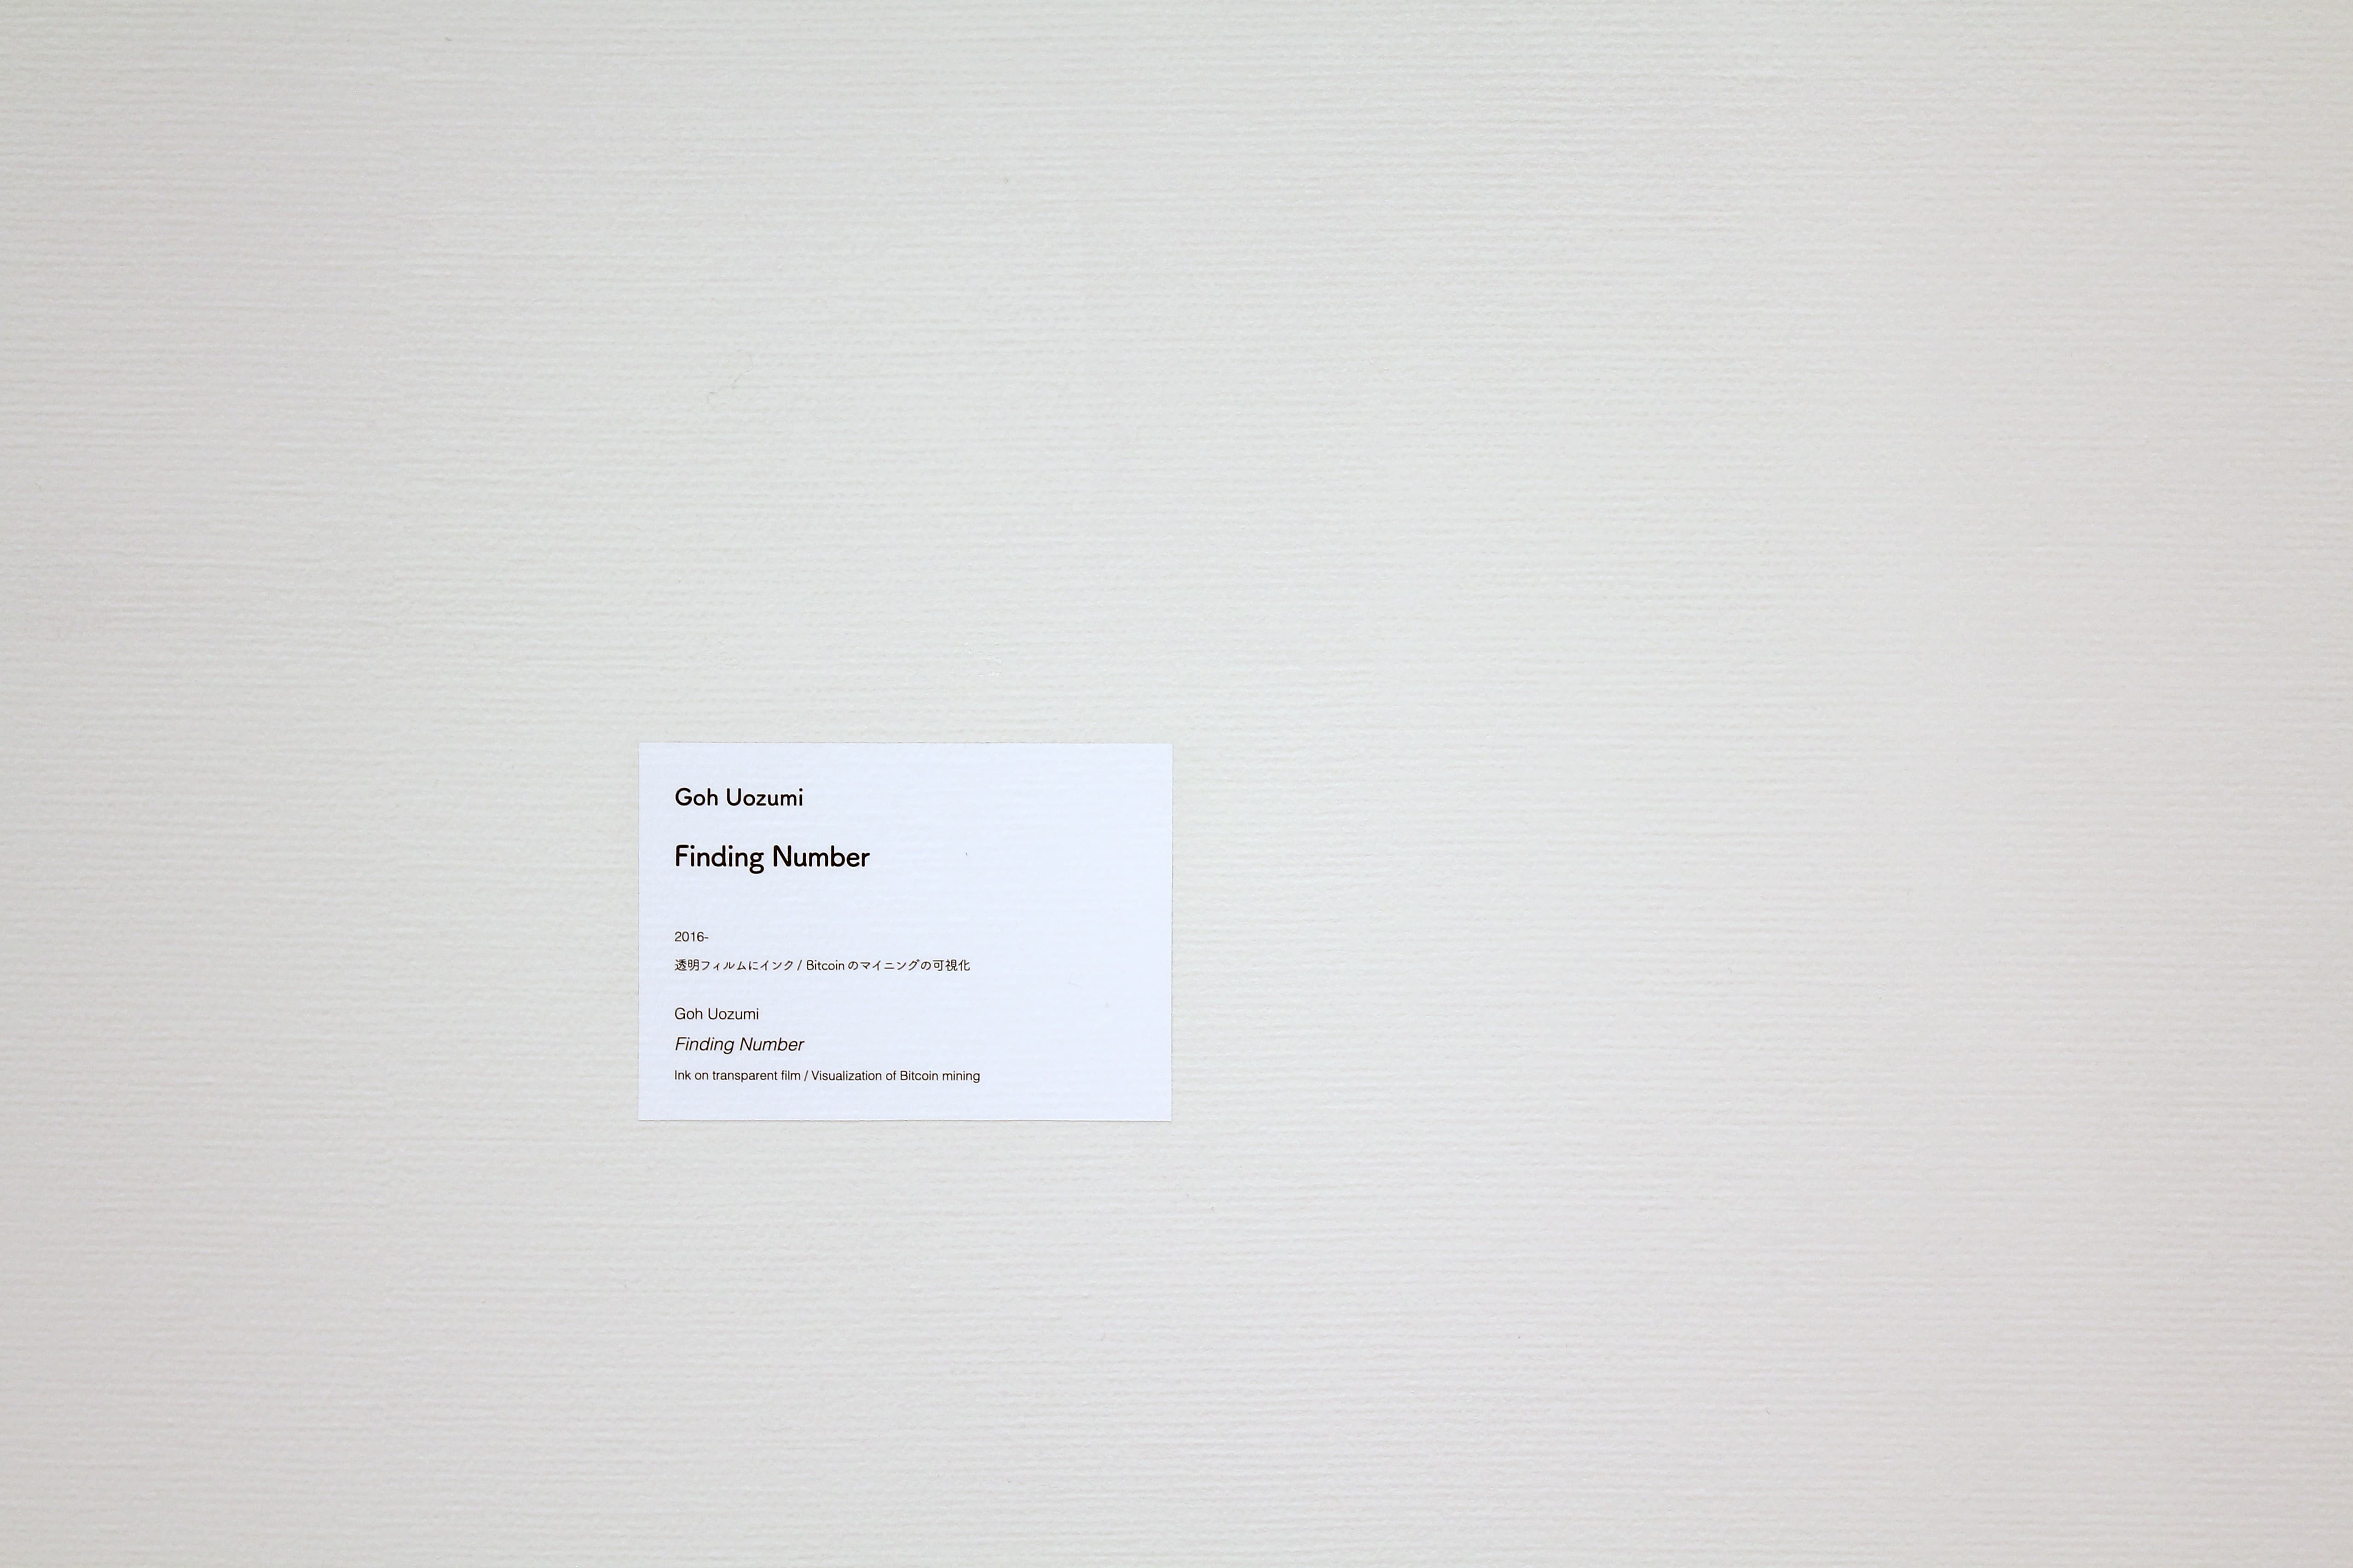 Goh Uozumi
Finding Number
2016-
透明フィルムにインク / Bitcoin のマイニングの可視化
Goh Uozumi
Finding Number
Ink on transparent film / Visualization of Bitcoin mining